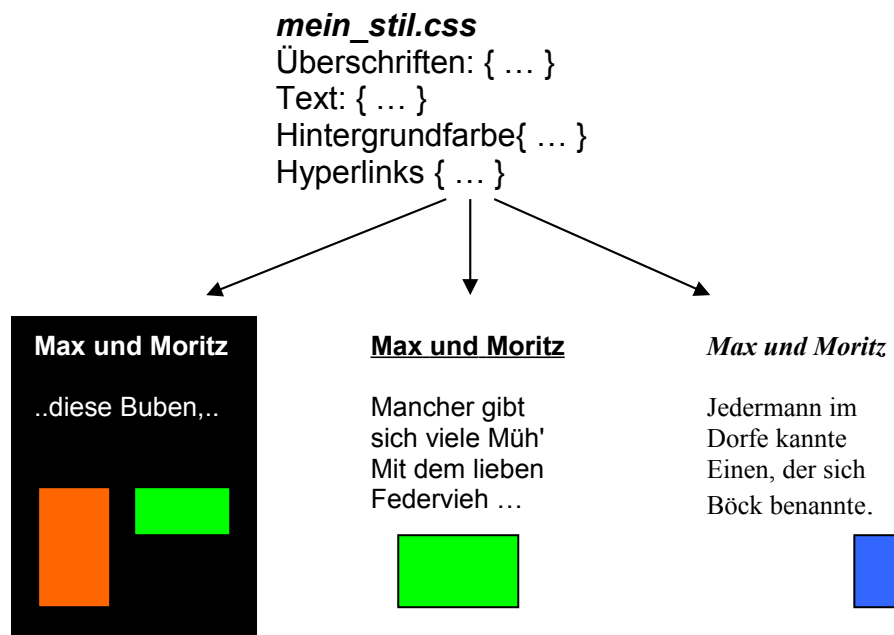 mein_stil.css
Überschriften: { … }
Text: { … }
Hintergrundfarbe{ … }
Hyperlinks { … }
Max und Moritz
..diese Buben,..
Max und Moritz
Mancher gibt
sich viele Müh'
Mit dem lieben
Federvieh …
Max und Moritz
Jedermann im
Dorfe kannte
Einen, der sich
Böck benannte.